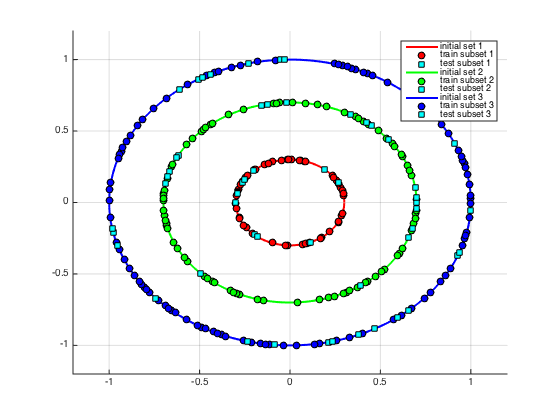 initial set 1
train subset 1
test subset 1
initial set 2
train subset 2
test subset 2
initial set 3
train subset 3
test subset 3
1
0.5
0
-0.5
-1
-1 -0.5 0 0.5 1